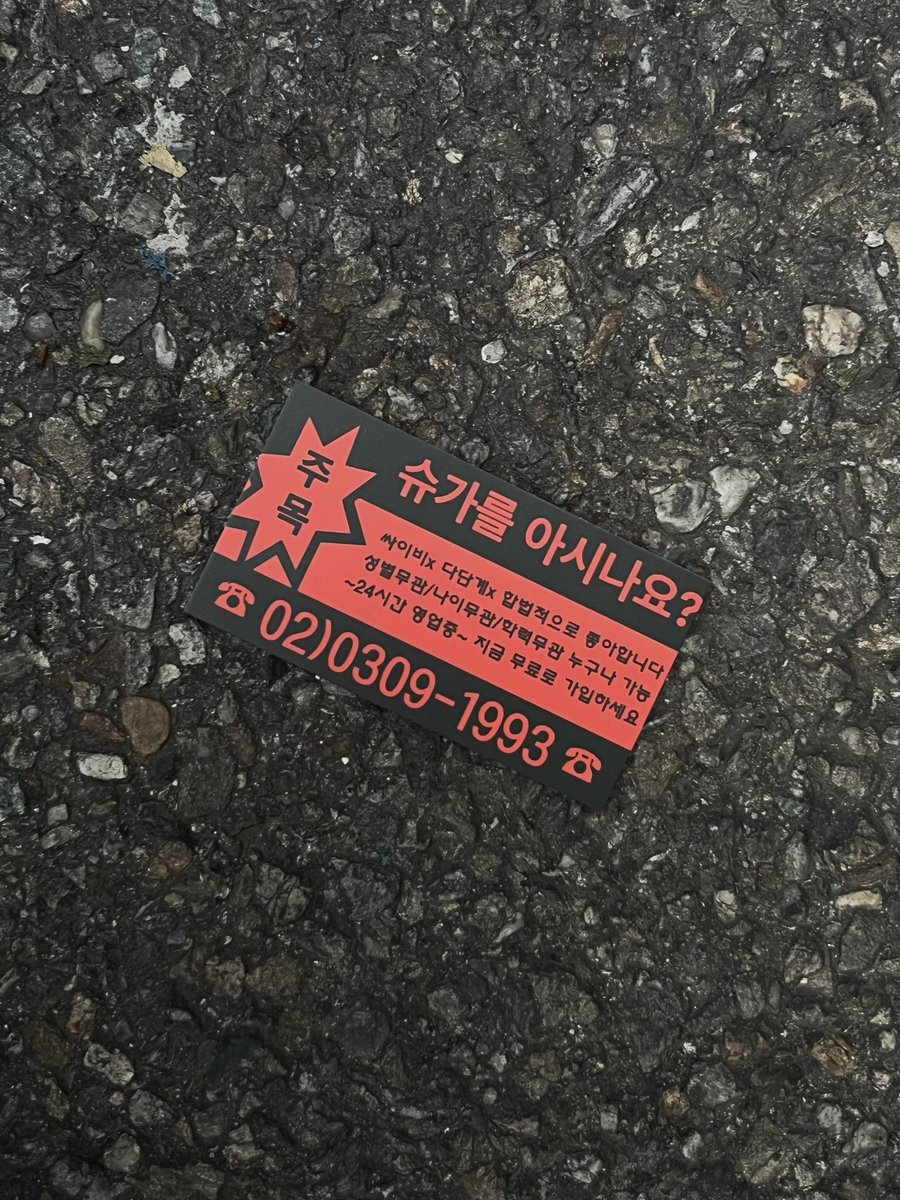 주목
슈가를 아시나요?
싸이비x 다단계x 합법적으로 좋아합니다
성별무관/나이무관/학력무관 누구나 가능
~24시간 영업중~ 지금 무료로 가입하세요
☎ 02)0309-1993 ☎